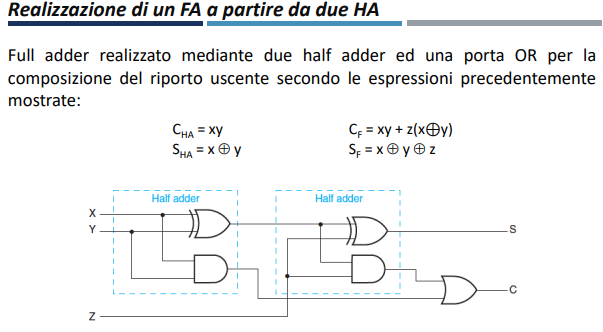 Realizzazione di un FA a partire da due HA
Full adder realizzato mediante due half adder ed una porta OR per la
composizione del riporto uscente secondo le espressioni precedentemente
mostrate:
C_HA = xy
S_HA = x ⊕ y
C_F = xy + z(x⊕y)
S_F = x ⊕ y ⊕ z
Half adder
Half adder
X
Y
S
C
Z